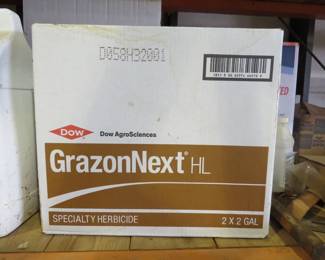 D058H32001
Dow
Dow AgroSciences
GrazonNext® HL
SPECIALTY HERBICIDE
2 X 2 GAL